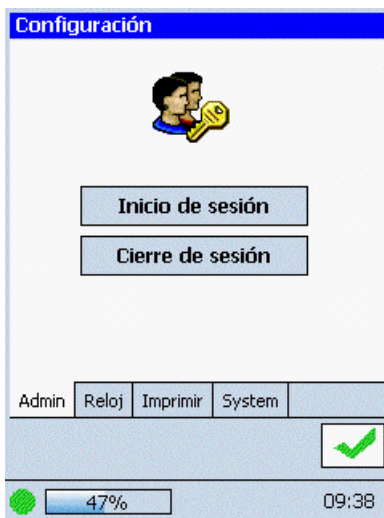 Configuración
Inicio de sesión
Cierre de sesión
Admin Reloj Imprimir System
47% 09:38